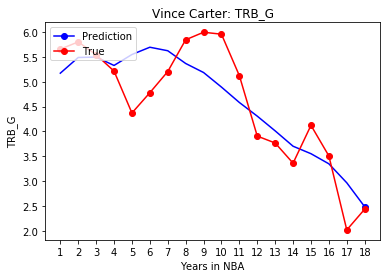 Vince Carter: TRB_G
Prediction
True
6.0
5.5
5.0
4.5
4.0
3.5
3.0
2.5
2.0
TRB_G
1 2 3 4 5 6 7 8 9 10 11 12 13 14 15 16 17 18
Years in NBA